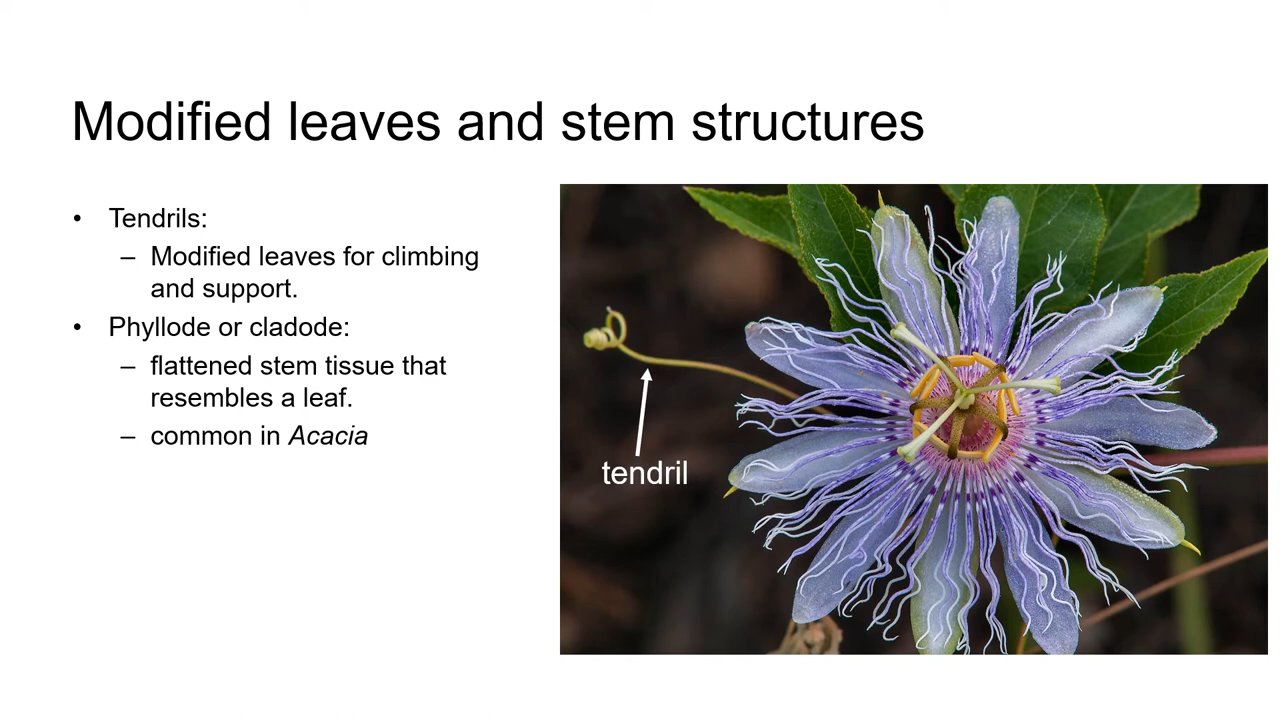 Modified leaves and stem structures
• Tendrils:
– Modified leaves for climbing
and support.
• Phyllode or cladode:
– flattened stem tissue that
resembles a leaf.
– common in Acacia
tendril